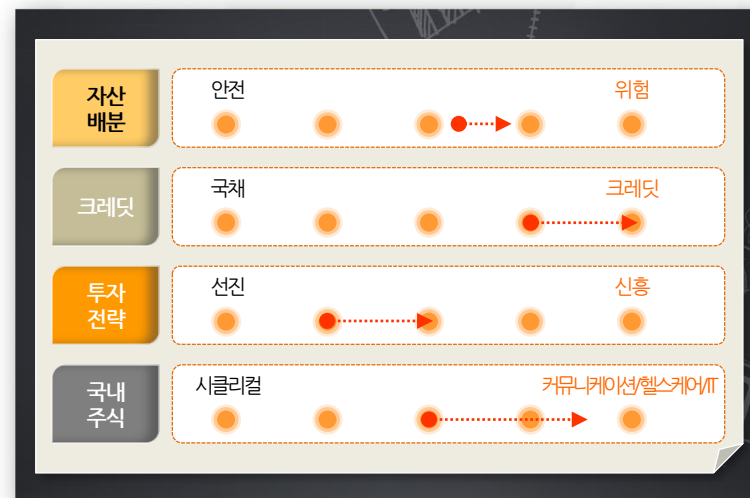 자산
배분
안전
위험
크레딧
국채
크레딧
투자
전략
선진
신흥
국내
주식
시클리컬
커뮤니케이션/헬스케어/IT